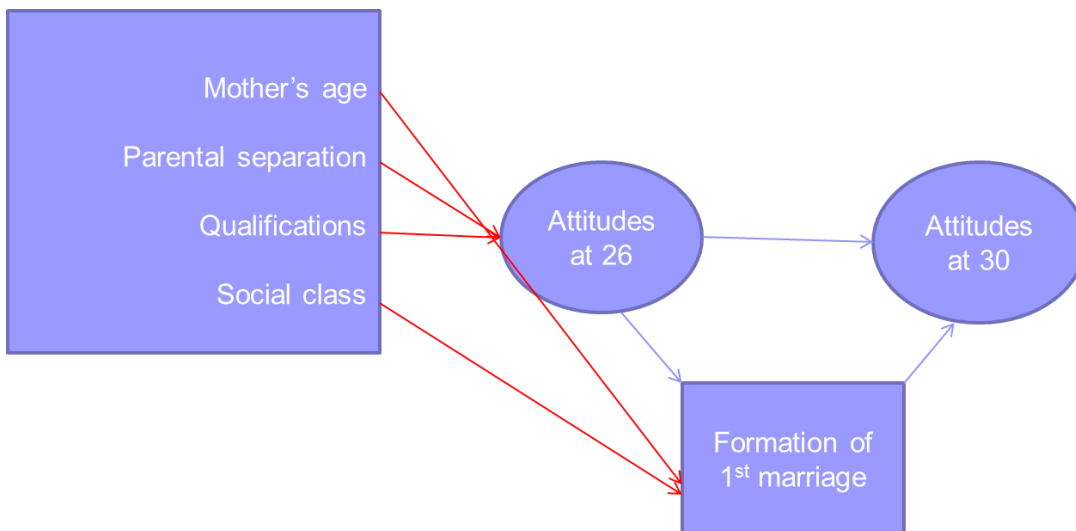 Mother’s age
Parental separation
Qualifications
Social class
Attitudes
at 26
Attitudes
at 30
Formation of
1st marriage